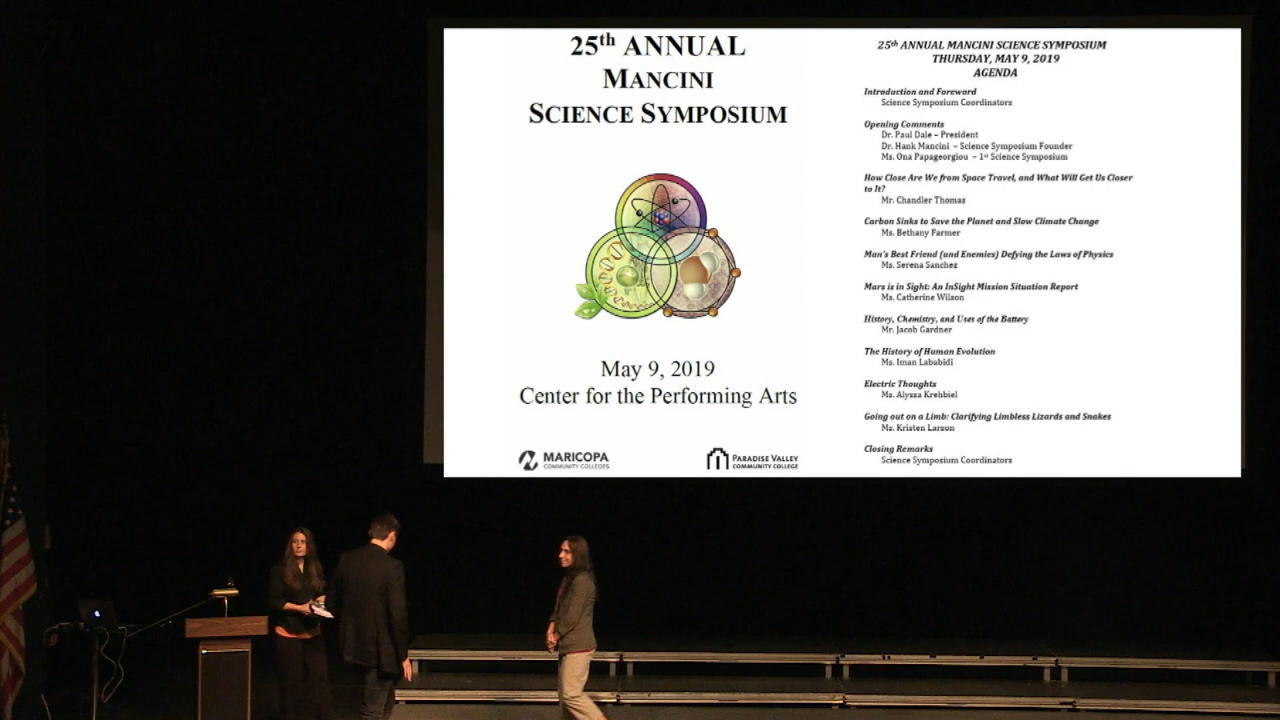 25th ANNUAL
MANCINI
SCIENCE SYMPOSIUM
May 9, 2019
Center for the Performing Arts
MARICOPA
COMMUNITY COLLEGES
PARADISE VALLEY
COMMUNITY COLLEGE
25th ANNUAL MANCINI SCIENCE SYMPOSIUM
THURSDAY, MAY 9, 2019
AGENDA
Introduction and Foreword
Science Symposium Coordinators
Opening Comments
Dr. Paul Dale – President
Dr. Hank Mancini – Science Symposium Founder
Ms. Ona Papageorgiou – 1st Science Symposium
How Close Are We from Space Travel, and What Will Get Us Closer
to It?
Mr. Chandler Thomas
Carbon Sinks to Save the Planet and Slow Climate Change
Ms. Bethany Farmer
Man's Best Friend (and Enemies) Defying the Laws of Physics
Ms. Serena Sanchez
Mars is in Sight: An InSight Mission Situation Report
Ms. Catherine Wilson
History, Chemistry, and Uses of the Battery
Mr. Jacob Gardner
The History of Human Evolution
Ms. Iman Lababidi
Electric Thoughts
Ms. Alyssa Krehbiel
Going out on a Limb: Clarifying Limbless Lizards and Snakes
Ms. Kristen Larson
Closing Remarks
Science Symposium Coordinators